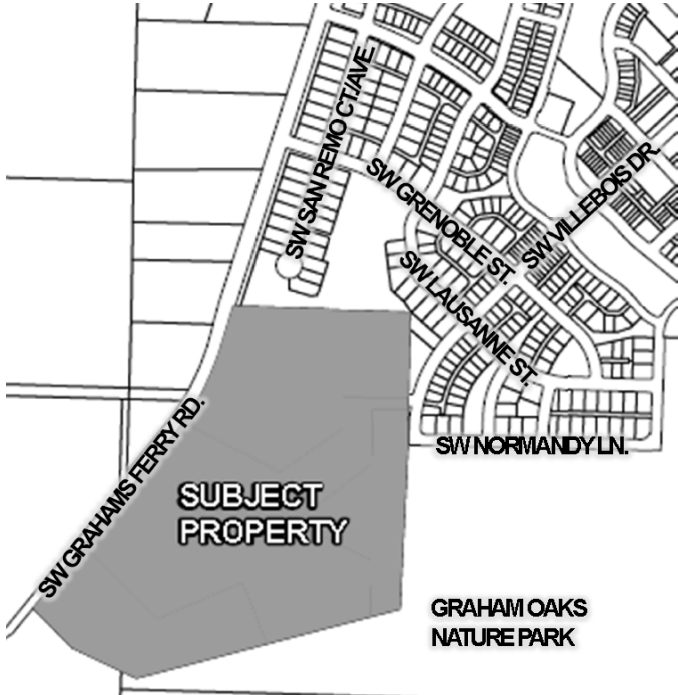 SW SAN REMO CT./AVE.
SW GRENOBLE ST.
SW VILLEBOIS DR.
SW LAUSANNE ST.
SW GRAHAMS FERRY RD.
SW NORMANDY LN.
SUBJECT
PROPERTY
GRAHAM OAKS
NATURE PARK